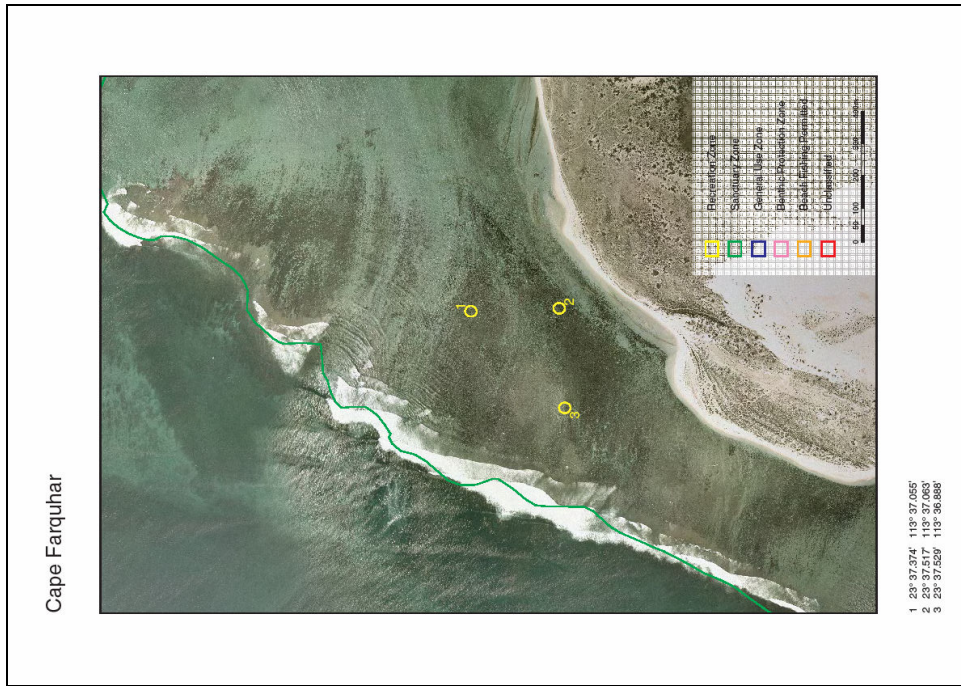 Cape Farquhar
1
2
3
Recreation Zone
Sanctuary Zone
General Use Zone
Benthic Protection Zone
Beach Fishing Permitted
Unclassified
0 50 100 200 300 400m
1 23° 37.374' 113° 37.055'
2 23° 37.517' 113° 37.063'
3 23° 37.529' 113° 36.888'